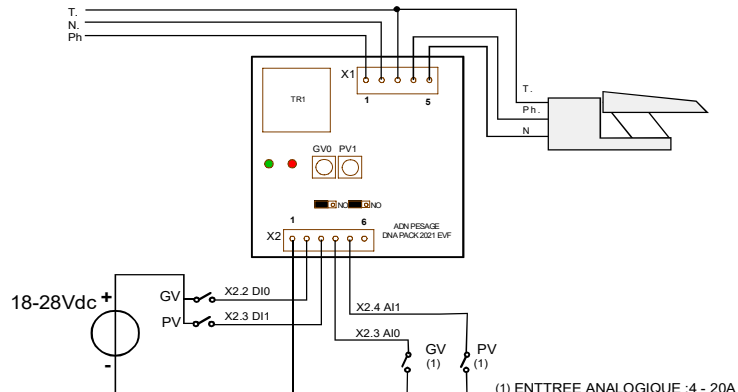 T.
N.
Ph
X1
1
5
TR1
T.
Ph.
N
GV0 PV1
NO NO
1
6
X2
ADN PESAGE
DNA PACK 2021 EVF
18-28Vdc
+
-
GV
X2.2 DI0
PV
X2.3 DI1
X2.4 AI1
X2.3 AI0
GV
(1)
PV
(1)
(1) ENTTREE ANALOGIQUE :4 - 20A